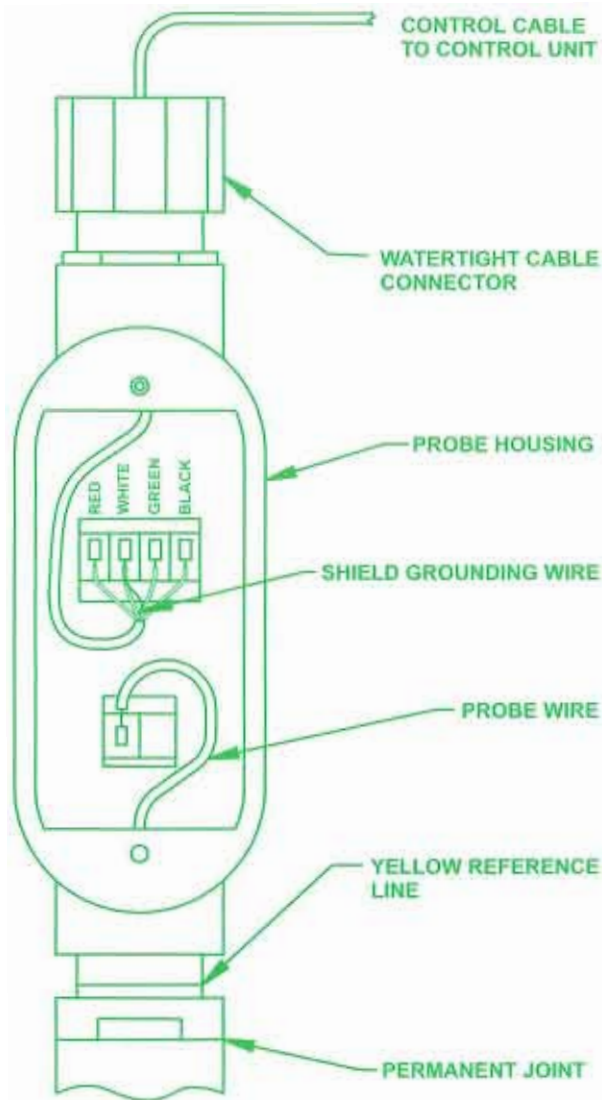 CONTROL CABLE
TO CONTROL UNIT
WATERTIGHT CABLE
CONNECTOR
PROBE HOUSING
RED
WHITE
GREEN
BLACK
SHIELD GROUNDING WIRE
PROBE WIRE
YELLOW REFERENCE
LINE
PERMANENT JOINT